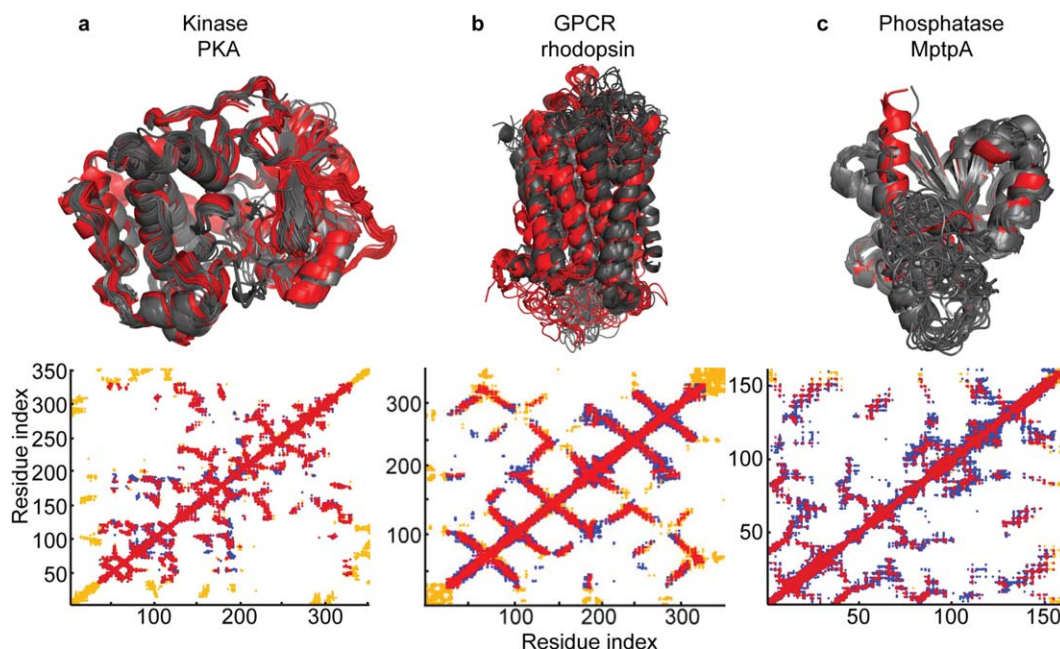 a Kinase
PKA
b GPCR
rhodopsin
c Phosphatase
MptpA
Residue index
350
300
250
200
150
100
50
100 200 300
300
200
100
100 200 300
150
100
50
50 100 150
Residue index